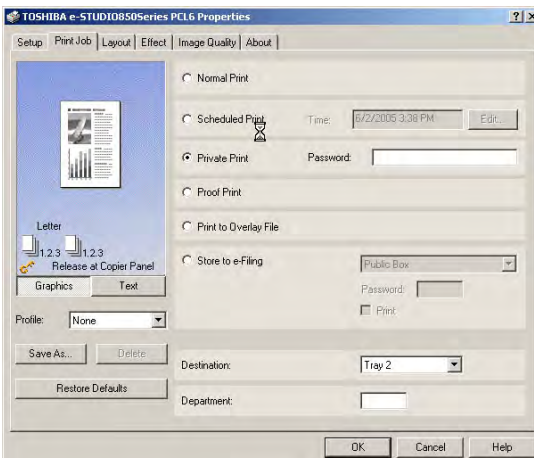 TOSHIBA e-STUDIO850Series PCL6 Properties
Setup Print Job Layout Effect Image Quality About
Normal Print
Scheduled Print Time: 6/2/2005 3:38 PM Edit...
Private Print Password:
Proof Print
Print to Overlay File
Letter
1.2.3 1.2.3
Release at Copier Panel
Store to e-Filing Public Box
Graphics Text
Password:
Print
Profile: None
Save As... Delete
Destination: Tray 2
Restore Defaults
Department:
OK Cancel Help